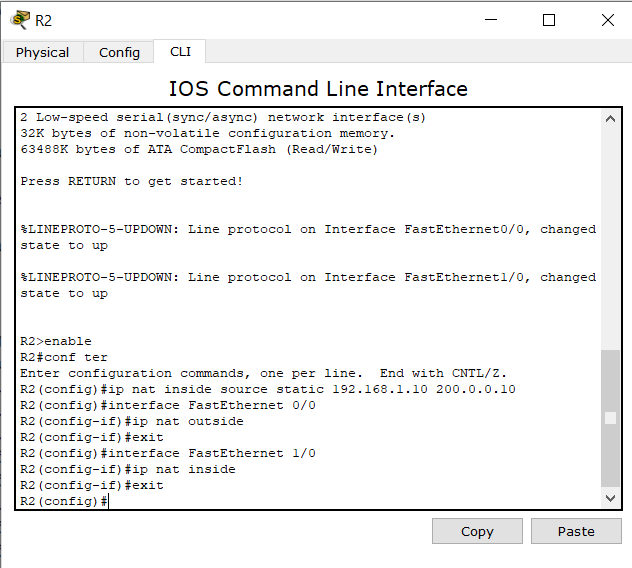 R2
Physical Config CLI
IOS Command Line Interface
2 Low-speed serial(sync/async) network interface(s)
32K bytes of non-volatile configuration memory.
63488K bytes of ATA CompactFlash (Read/Write)
Press RETURN to get started!
%LINEPROTO-5-UPDOWN: Line protocol on Interface FastEthernet0/0, changed
state to up
%LINEPROTO-5-UPDOWN: Line protocol on Interface FastEthernet1/0, changed
state to up
R2>enable
R2#conf ter
Enter configuration commands, one per line.  End with CNTL/Z.
R2(config)#ip nat inside source static 192.168.1.10 200.0.0.10
R2(config)#interface FastEthernet 0/0
R2(config-if)#ip nat outside
R2(config-if)#exit
R2(config)#interface FastEthernet 1/0
R2(config-if)#ip nat inside
R2(config-if)#exit
R2(config)#
Copy Paste